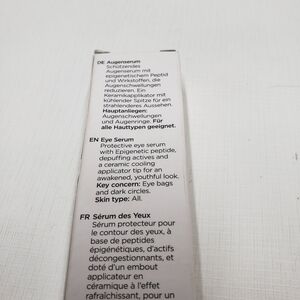 DE Augenserum
Schützendes
Augenserum mit
epigenetischem Peptid
und Wirkstoffen, die
Augenschwellungen
reduzieren. Ein
Keramikapplikator mit
kühlender Spitze für ein
strahlenderes Aussehen.
Hauptanliegen:
Augenschwellungen
und Augenringe. Für
alle Hauttypen geeignet.
EN Eye Serum
Protective eye serum
with Epigenetic peptide,
depuffing actives and
a ceramic cooling
applicator tip for an
awakened, youthful look.
Key concern: Eye bags
and dark circles.
Skin type: All.
FR Sérum des Yeux
Sérum protecteur pour
le contour des yeux, à
base de peptides
épigénétiques, d'actifs
décongestionnants, et
doté d'un embout
applicateur en
céramique à l'effet
rafraîchissant, pour un